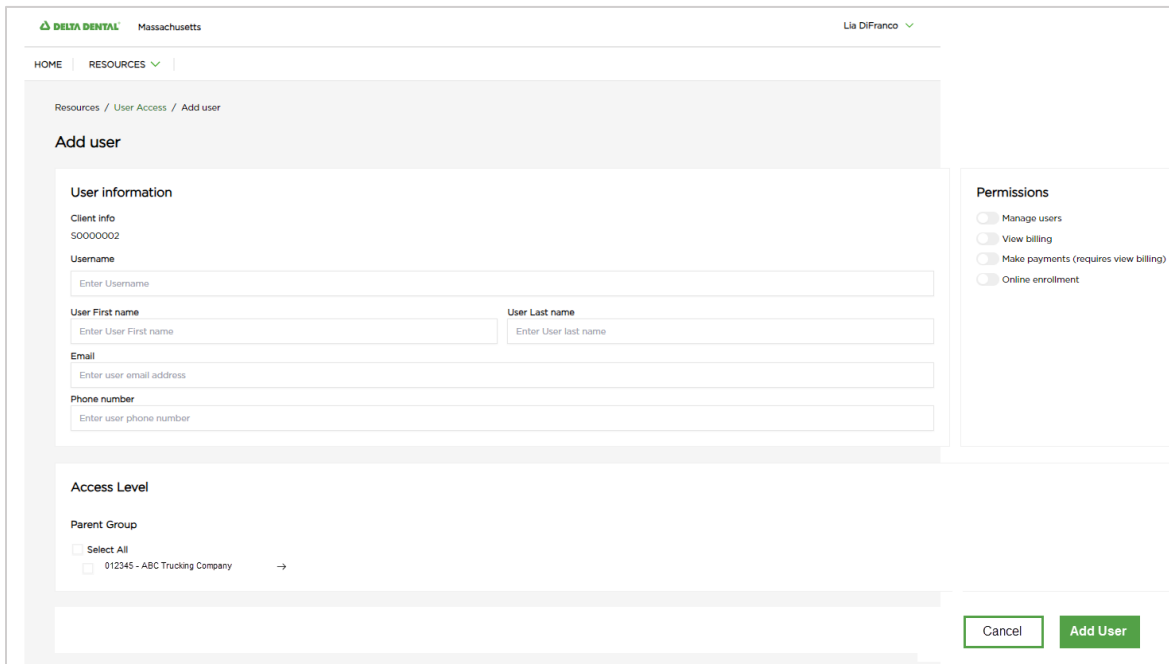 DELTA DENTAL Massachusetts Lia DiFranco
HOME RESOURCES
Resources / User Access / Add user
Add user
User information
Client info
S0000002
Username
Enter Username
User First name User Last name
Enter User First name Enter User last name
Email
Enter user email address
Phone number
Enter user phone number
Permissions
Manage users
View billing
Make payments (requires view billing)
Online enrollment
Access Level
Parent Group
Select All
012345 - ABC Trucking Company →
Cancel Add User